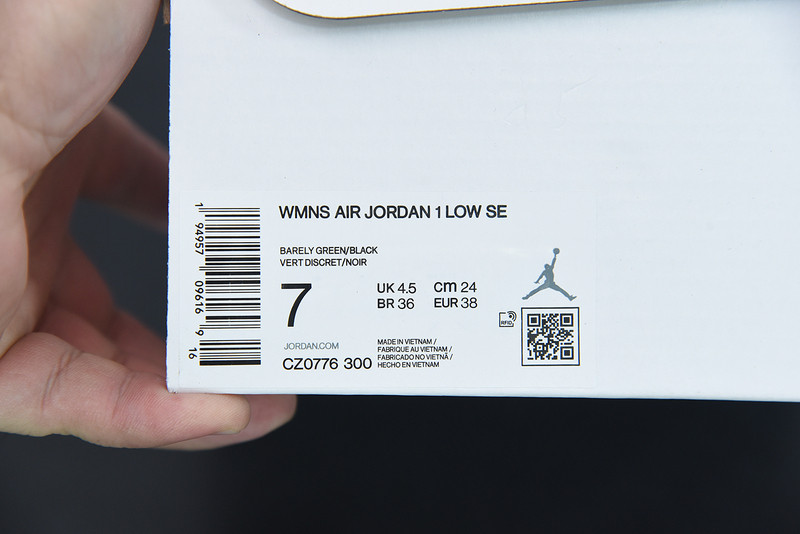 WMNS AIR JORDAN 1 LOW SE
BARELY GREEN/BLACK
VERT DISCRET/NOIR
7
UK 4.5 cm 24
BR 36 EUR 38
JORDAN.COM
CZ0776 300
MADE IN VIETNAM /
FABRIQUE AU VIETNAM /
FABRICADO NO VIETNÃ /
HECHO EN VIETNAM
RFID
1 94957 09616 9
16